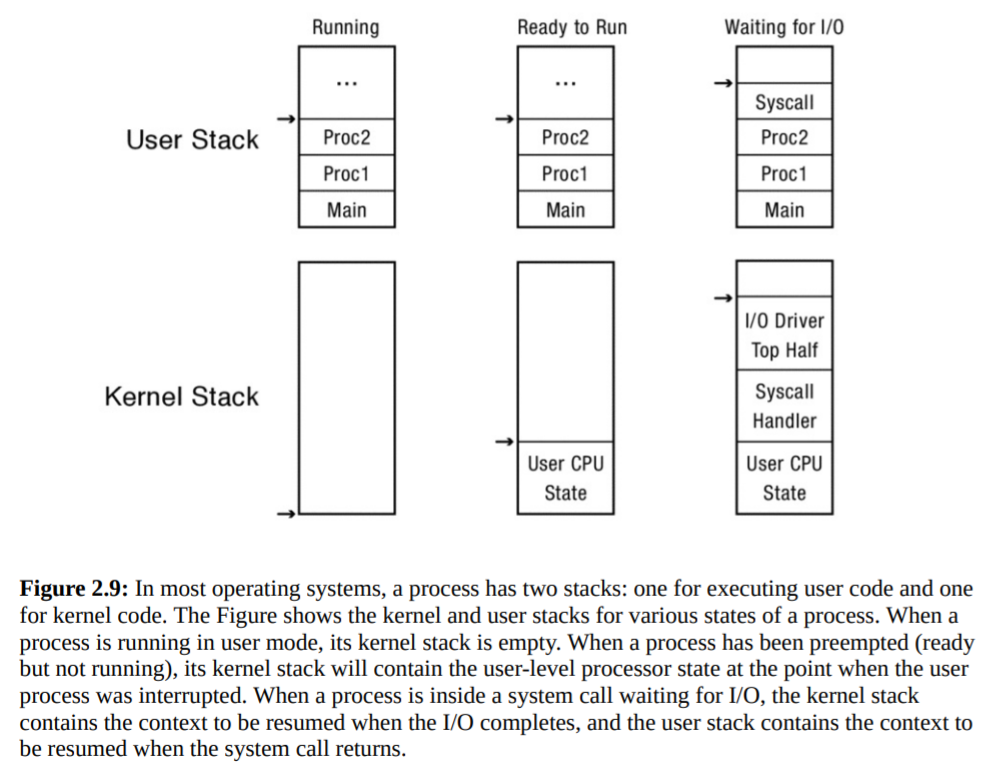 Running Ready to Run Waiting for I/O
... ...
Syscall
User Stack Proc2 Proc2 Proc2
Proc1 Proc1 Proc1
Main Main Main
I/O Driver
Top Half
Kernel Stack Syscall
Handler
User CPU User CPU
State State
Figure 2.9: In most operating systems, a process has two stacks: one for executing user code and one
for kernel code. The Figure shows the kernel and user stacks for various states of a process. When a
process is running in user mode, its kernel stack is empty. When a process has been preempted (ready
but not running), its kernel stack will contain the user-level processor state at the point when the user
process was interrupted. When a process is inside a system call waiting for I/O, the kernel stack
contains the context to be resumed when the I/O completes, and the user stack contains the context to
be resumed when the system call returns.